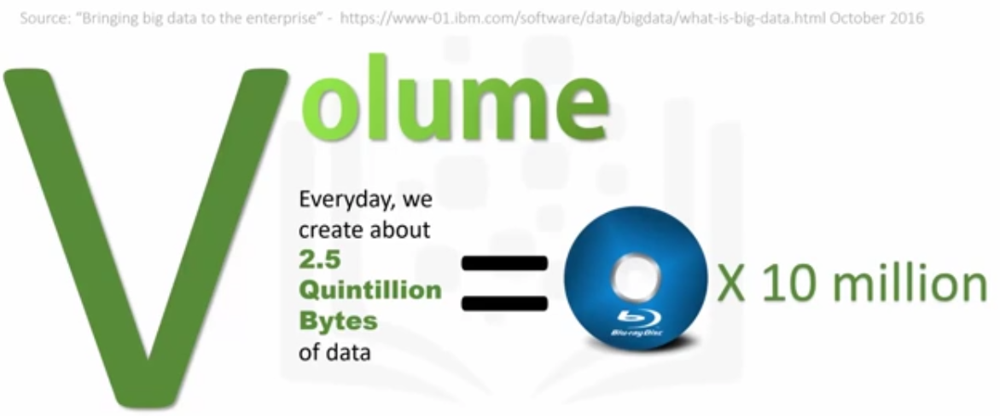 Source: “Bringing big data to the enterprise” - https://www-01.ibm.com/software/data/bigdata/what-is-big-data.html October 2016
Volume
Everyday, we
create about
2.5
Quintillion
Bytes
of data
=
Blu-ray Disc
X 10 million